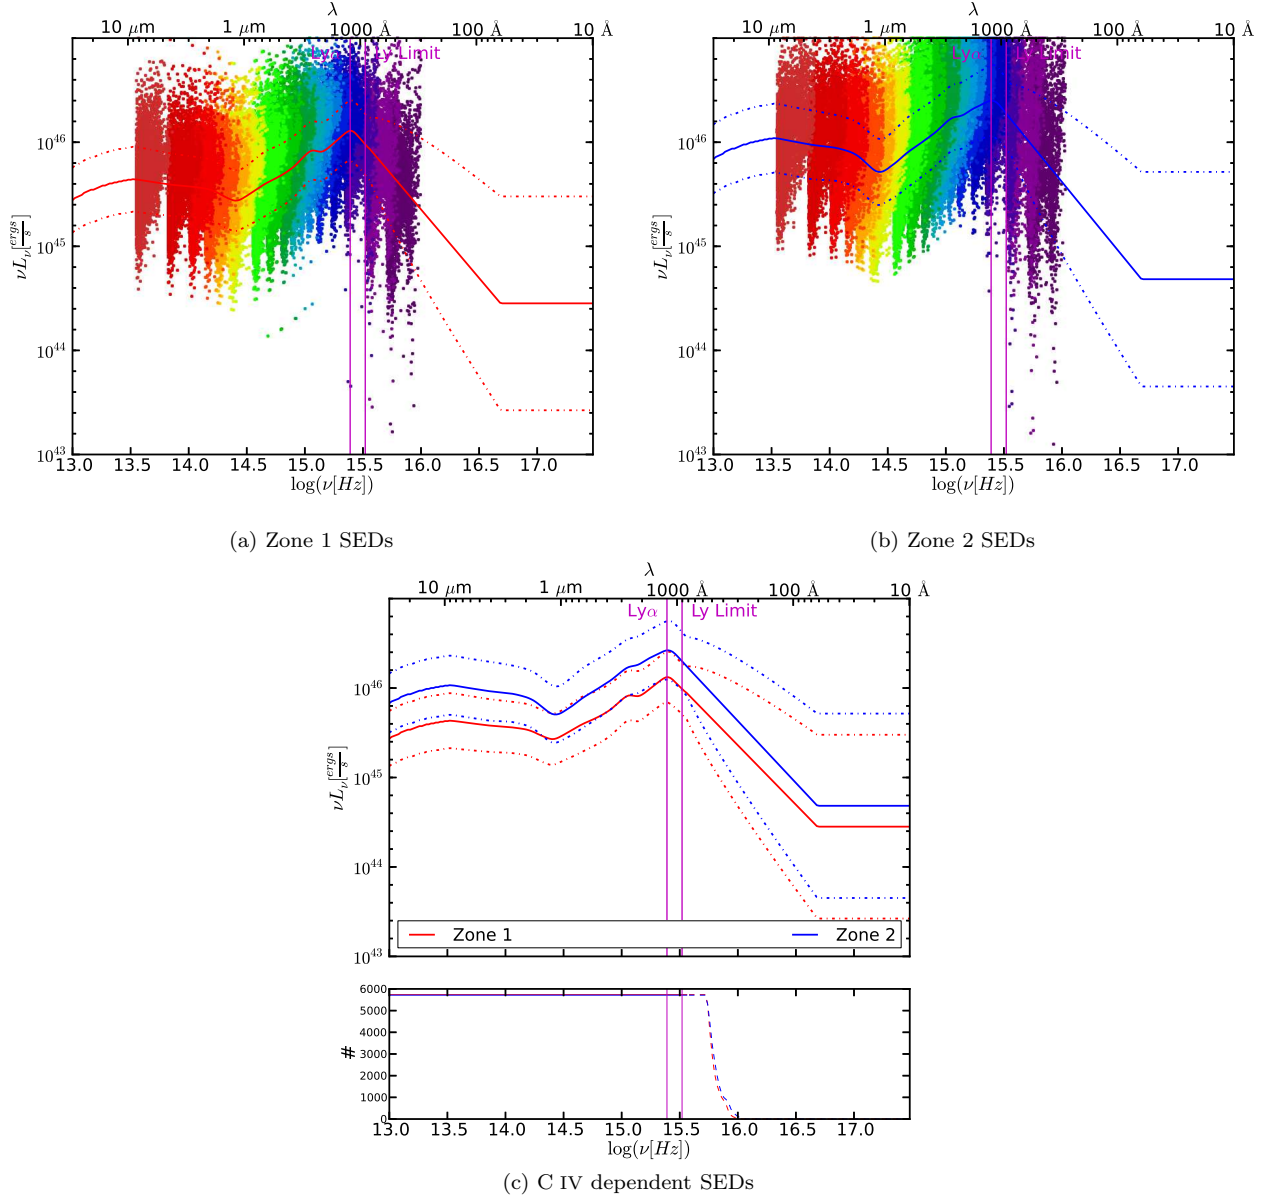 λ
10 μm 1 μm 1000 Å 100 Å 10 Å
Lyα Ly Limit
10^46
10^45
10^44
10^43
νL_ν[ergs/s]
13.0 13.5 14.0 14.5 15.0 15.5 16.0 16.5 17.0
log(ν[Hz])
(a) Zone 1 SEDs
λ
10 μm 1 μm 1000 Å 100 Å 10 Å
Lyα Limit
10^46
10^45
10^44
10^43
νL_ν[ergs/s]
13.0 13.5 14.0 14.5 15.0 15.5 16.0 16.5 17.0
log(ν[Hz])
(b) Zone 2 SEDs
λ
10 μm 1 μm 1000 Å 100 Å 10 Å
Lyα Ly Limit
10^46
10^45
10^44
10^43
νL_ν[ergs/s]
Zone 1 Zone 2
6000
5000
4000
3000
2000
1000
0
#
13.0 13.5 14.0 14.5 15.0 15.5 16.0 16.5 17.0
log(ν[Hz])
(c) C IV dependent SEDs